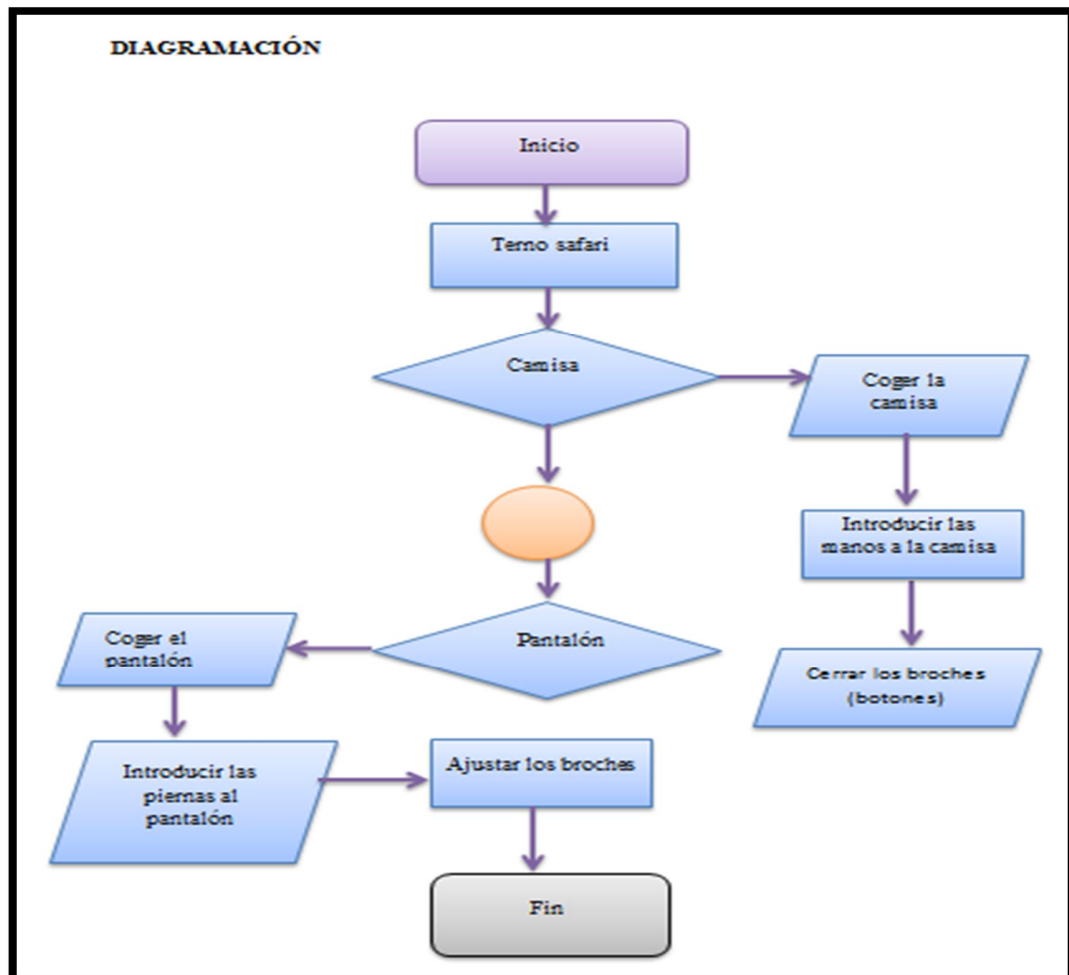 DIAGRAMACIÓN
Inicio
Terno safari
Camisa
Coger la
camisa
Introducir las
manos a la camisa
Cerrar los broches
(botones)
Pantalón
Coger el
pantalón
Introducir las
piernas al
pantalón
Ajustar los broches
Fin